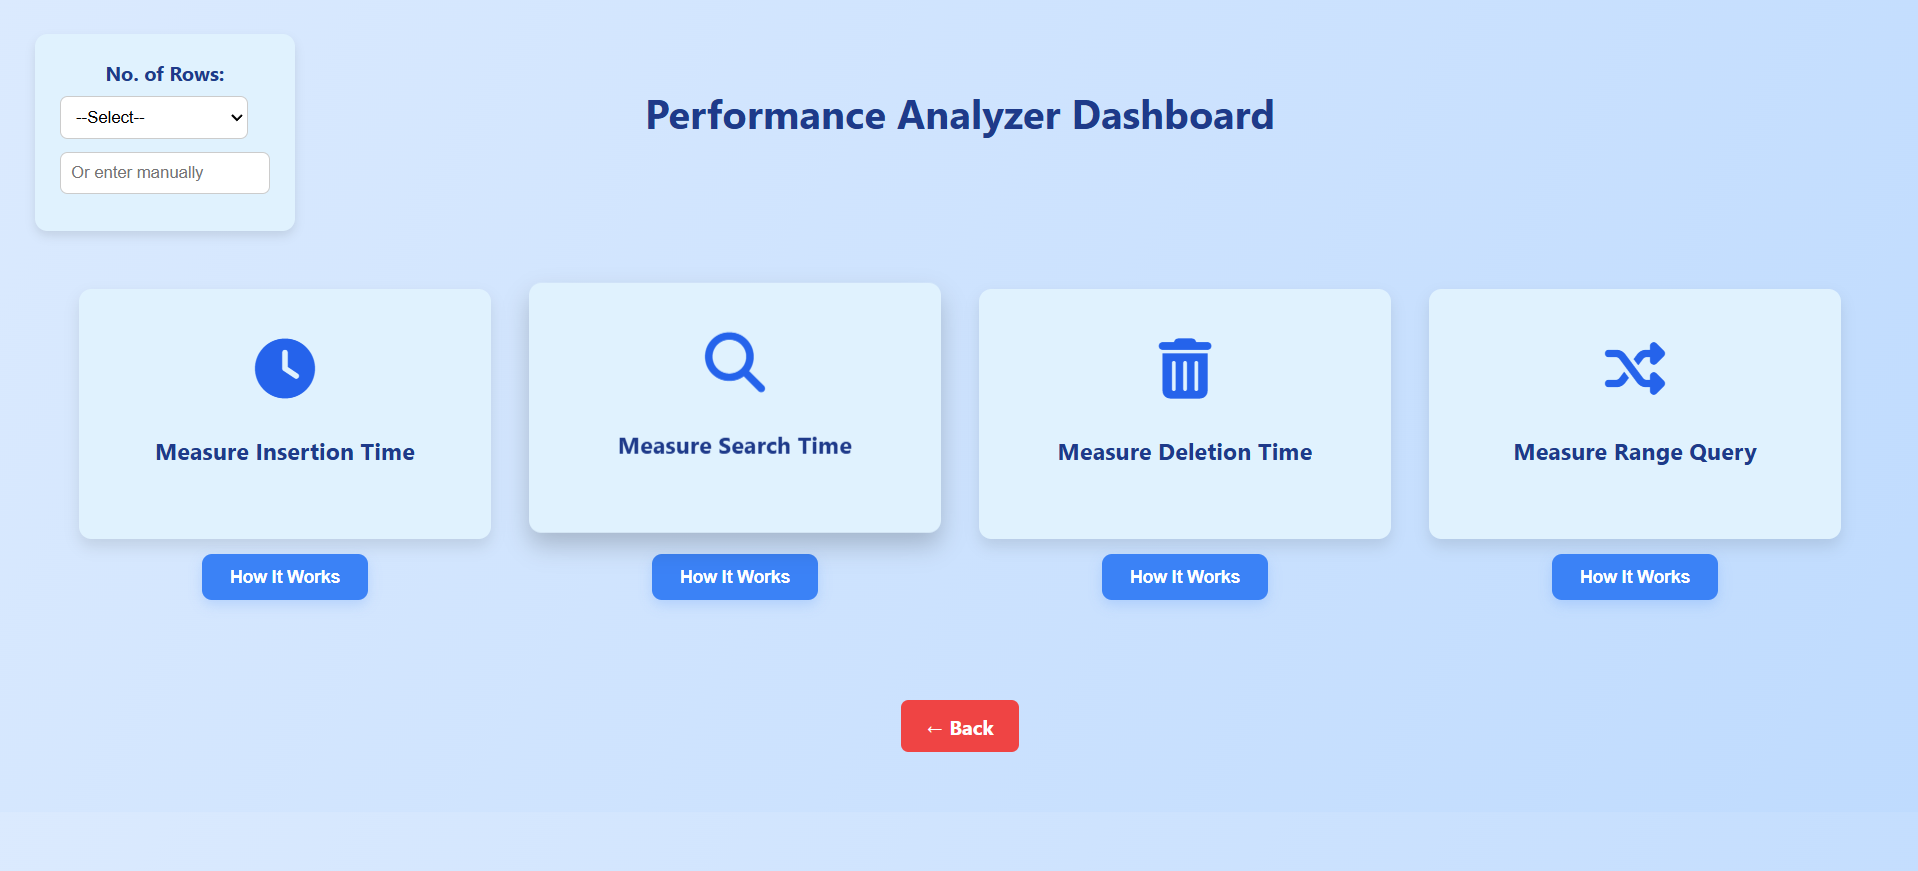 No. of Rows:
--Select--
Or enter manually
Performance Analyzer Dashboard
Measure Insertion Time
Measure Search Time
Measure Deletion Time
Measure Range Query
How It Works
How It Works
How It Works
How It Works
← Back